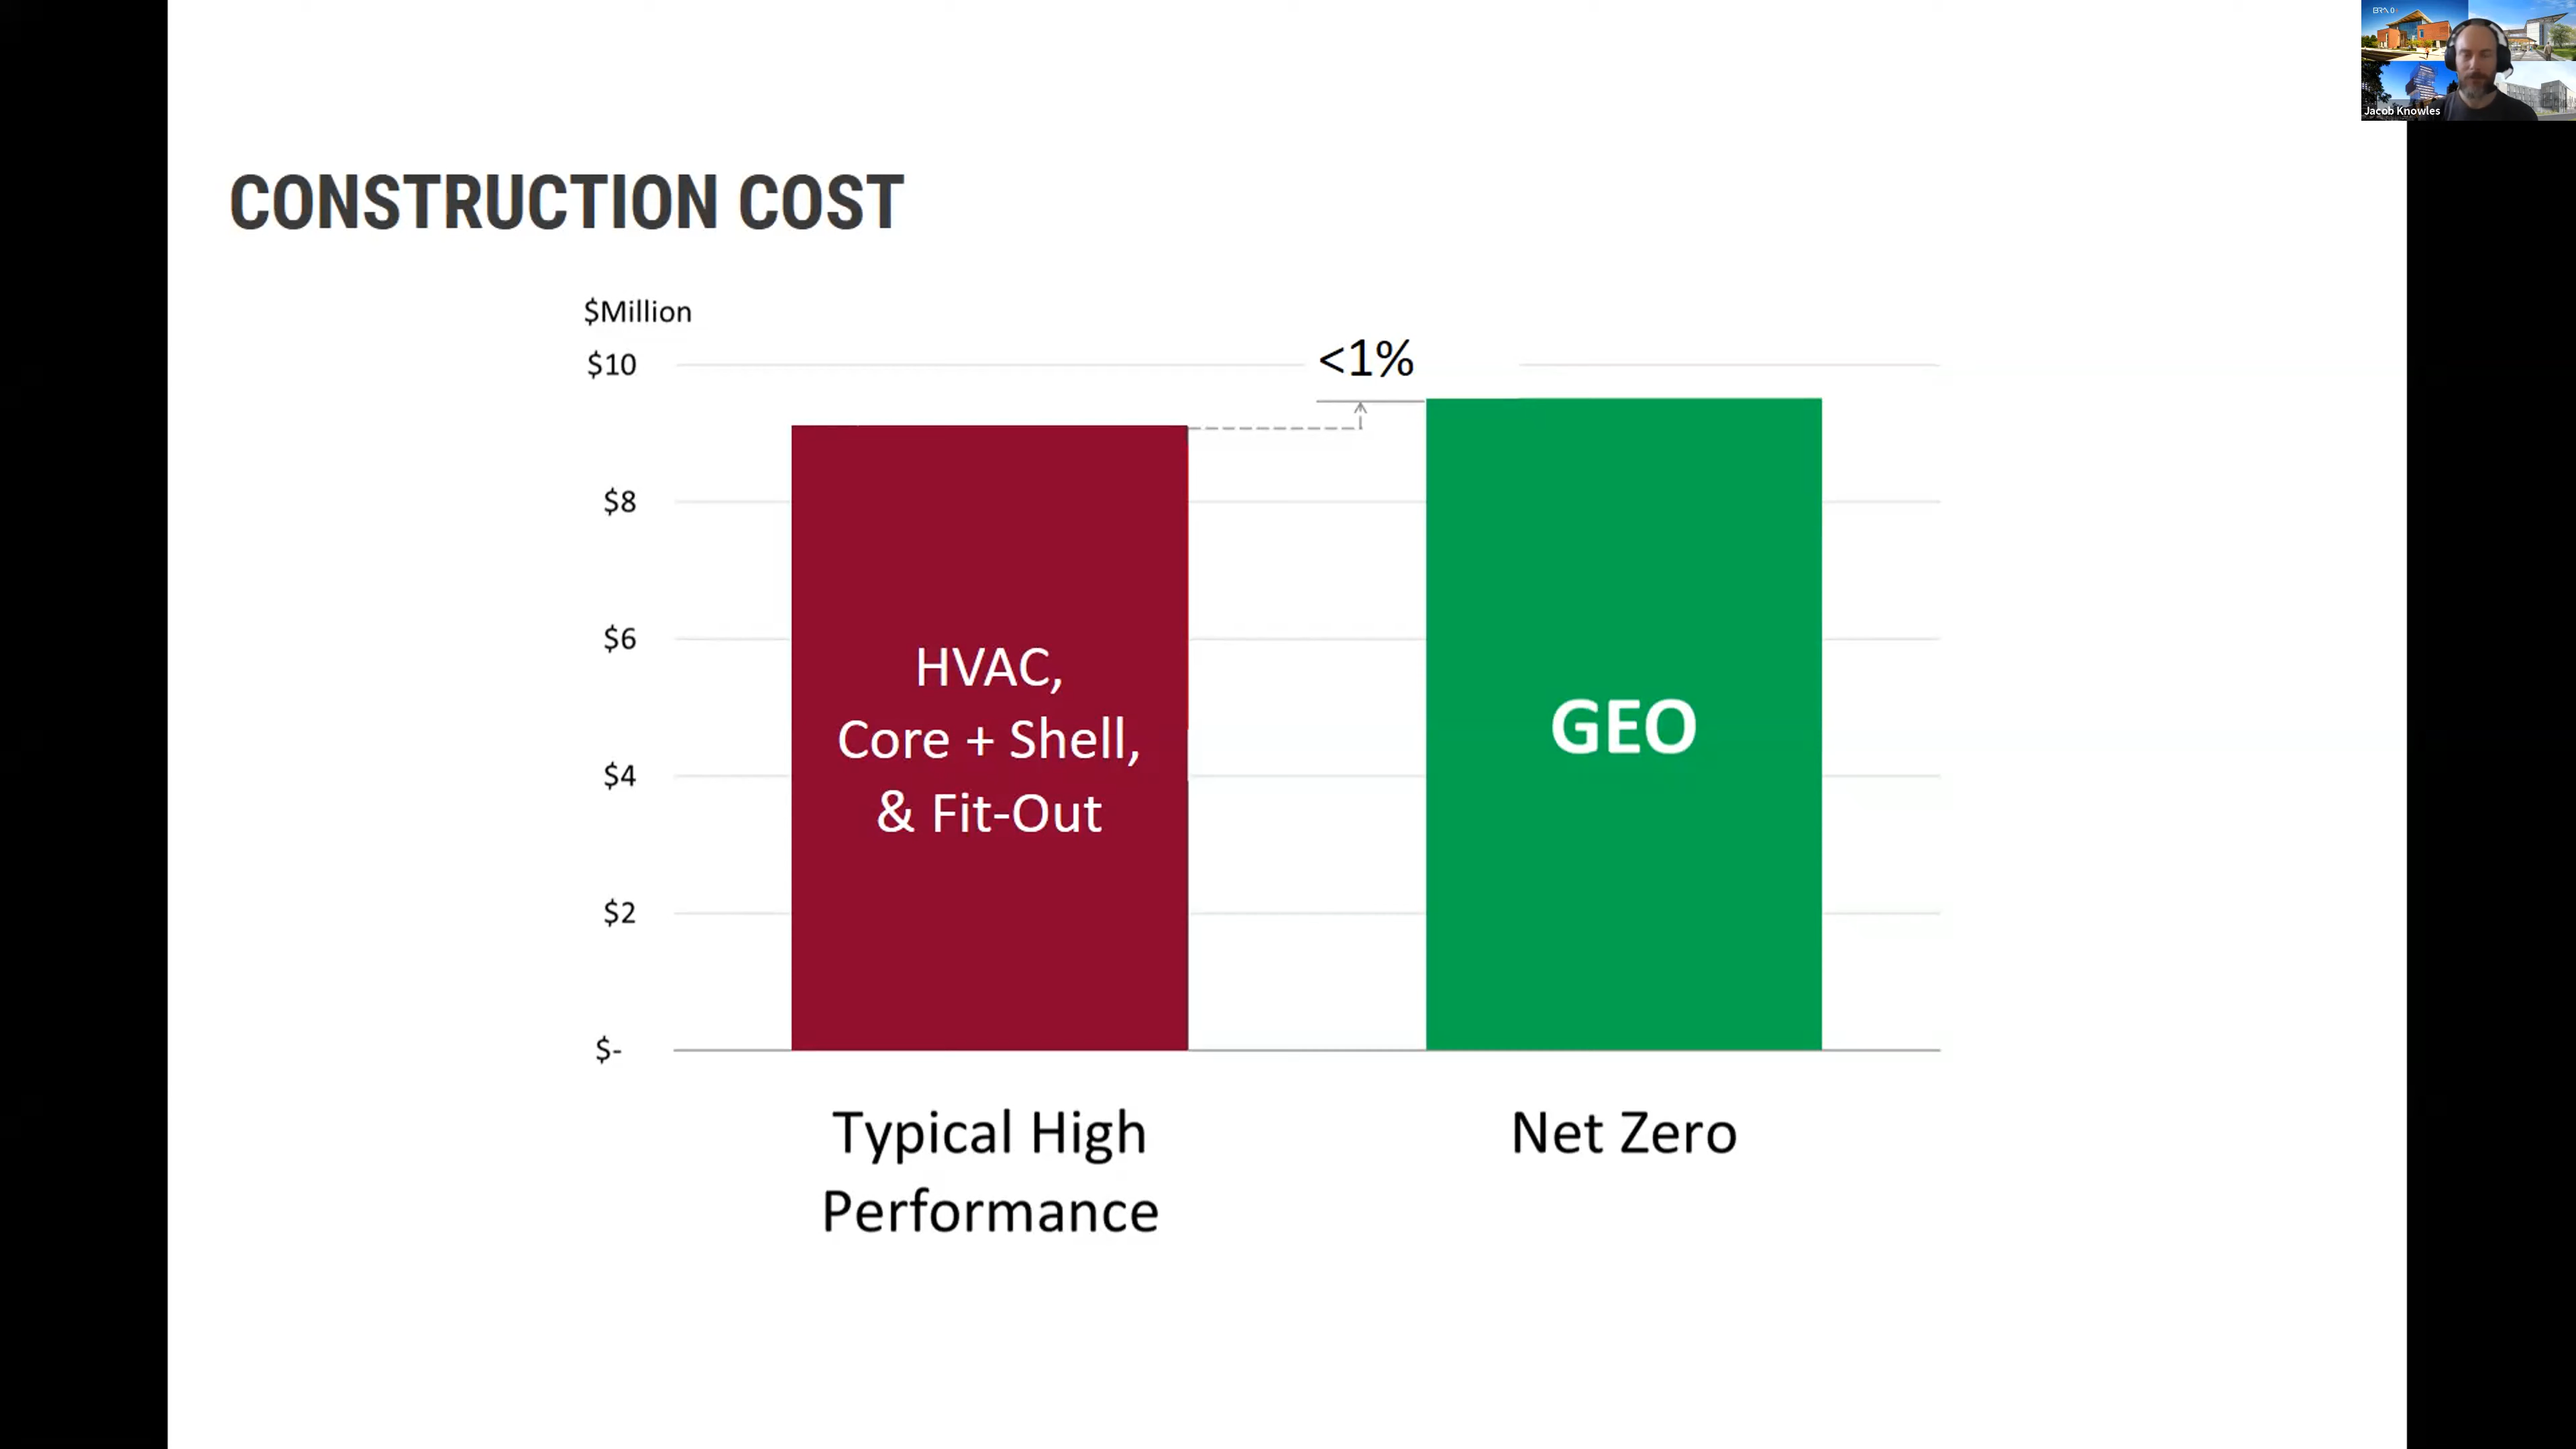 Jacob Knowles
CONSTRUCTION COST
$Million
$10
<1%
$8
$6
$4
$2
$-
HVAC,
Core + Shell,
& Fit-Out
GEO
Typical High
Performance
Net Zero